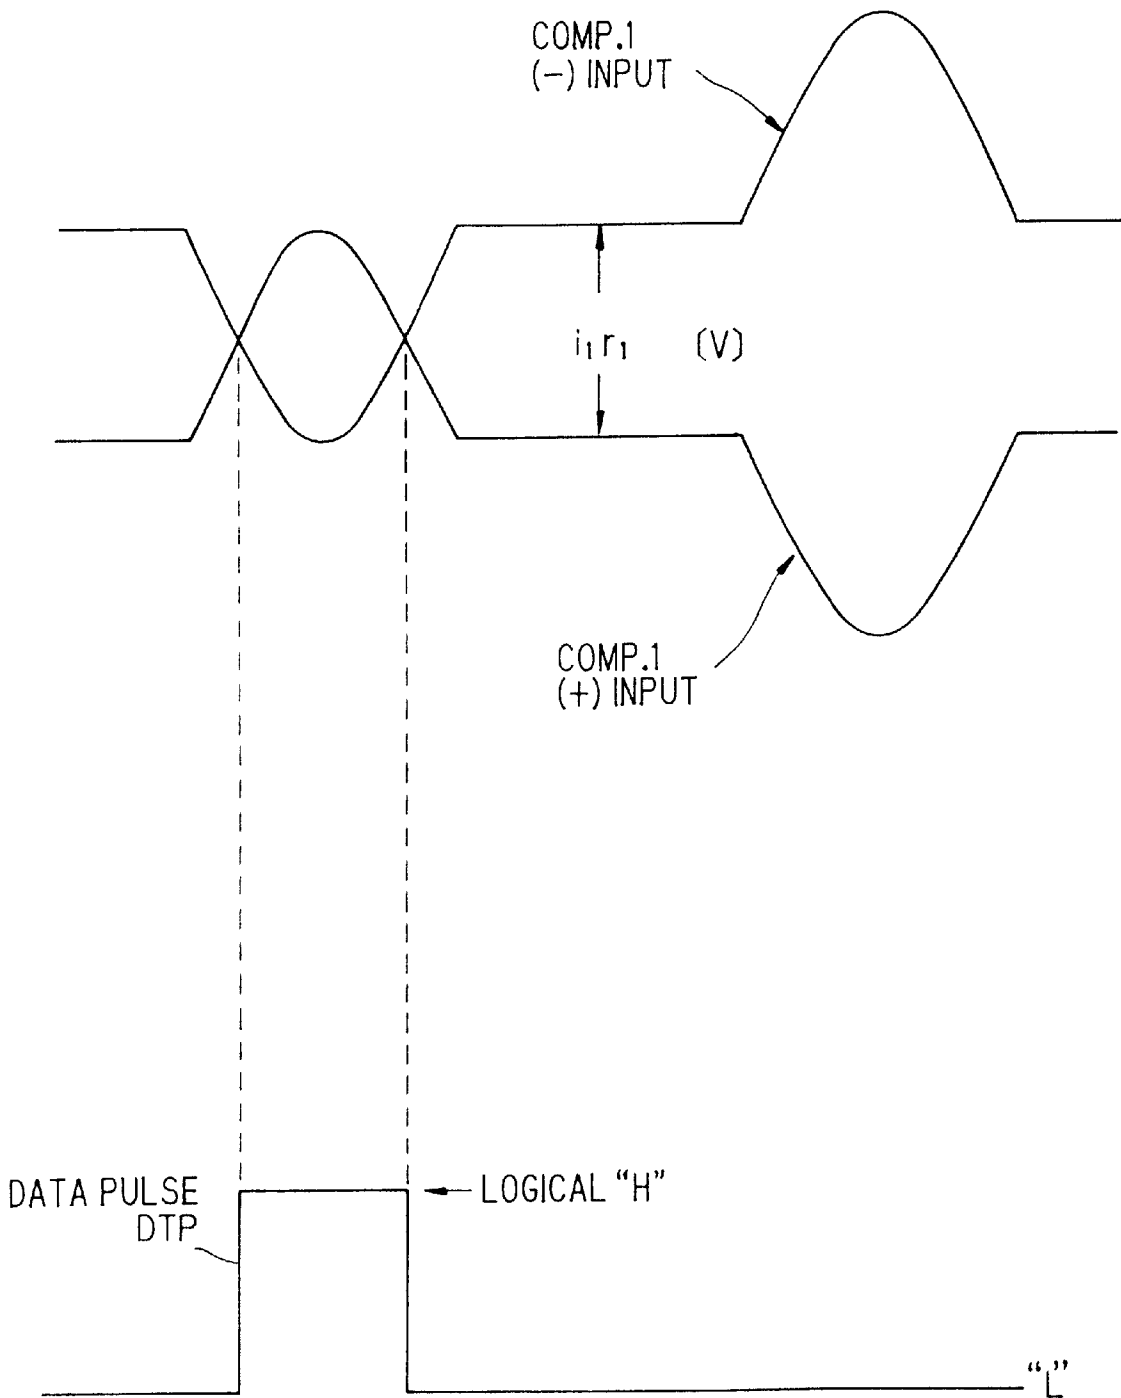 COMP.1
(-) INPUT
i₁r₁ (V)
COMP.1
(+) INPUT
DATA PULSE
DTP
LOGICAL “H”
“L”